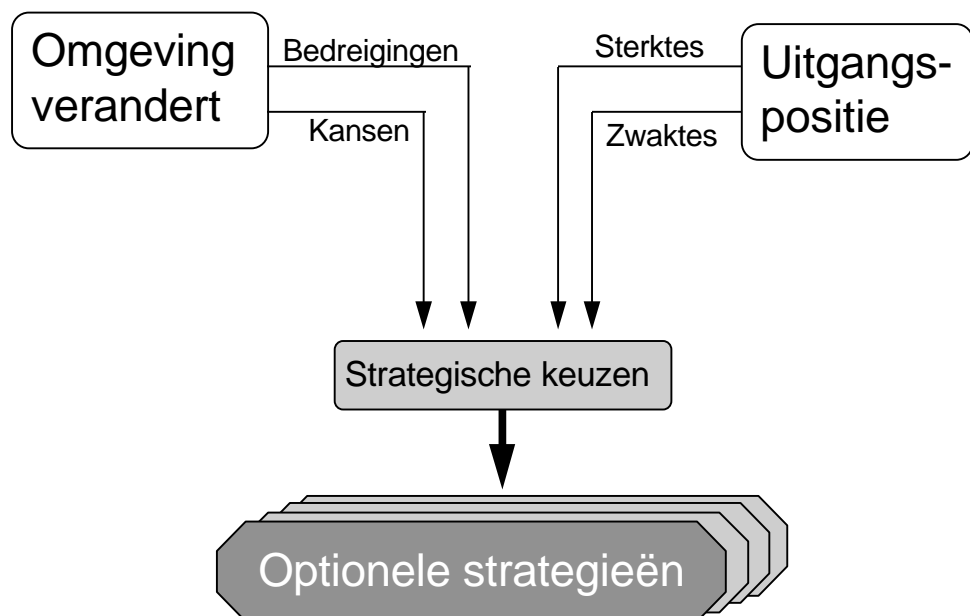 Omgeving
verandert
Bedreigingen
Kansen
Sterktes
Zwaktes
Uitgangs-
positie
Strategische keuzen
Optionele strategieën